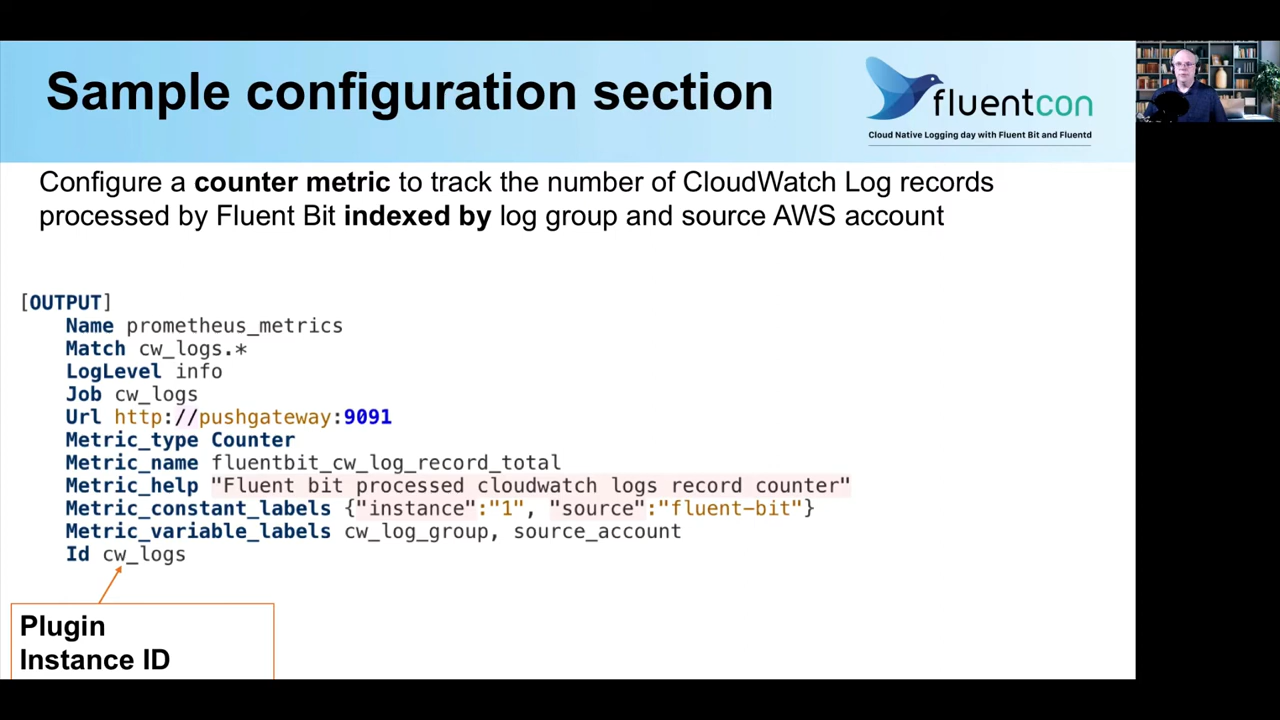 Sample configuration section
fluentcon
Cloud Native Logging day with Fluent Bit and Fluentd
Configure a counter metric to track the number of CloudWatch Log records
processed by Fluent Bit indexed by log group and source AWS account
[OUTPUT]
Name prometheus_metrics
Match cw_logs.*
LogLevel info
Job cw_logs
Url http://pushgateway:9091
Metric_type Counter
Metric_name fluentbit_cw_log_record_total
Metric_help "Fluent bit processed cloudwatch logs record counter"
Metric_constant_labels {"instance":"1", "source":"fluent-bit"}
Metric_variable_labels cw_log_group, source_account
Id cw_logs
Plugin
Instance ID